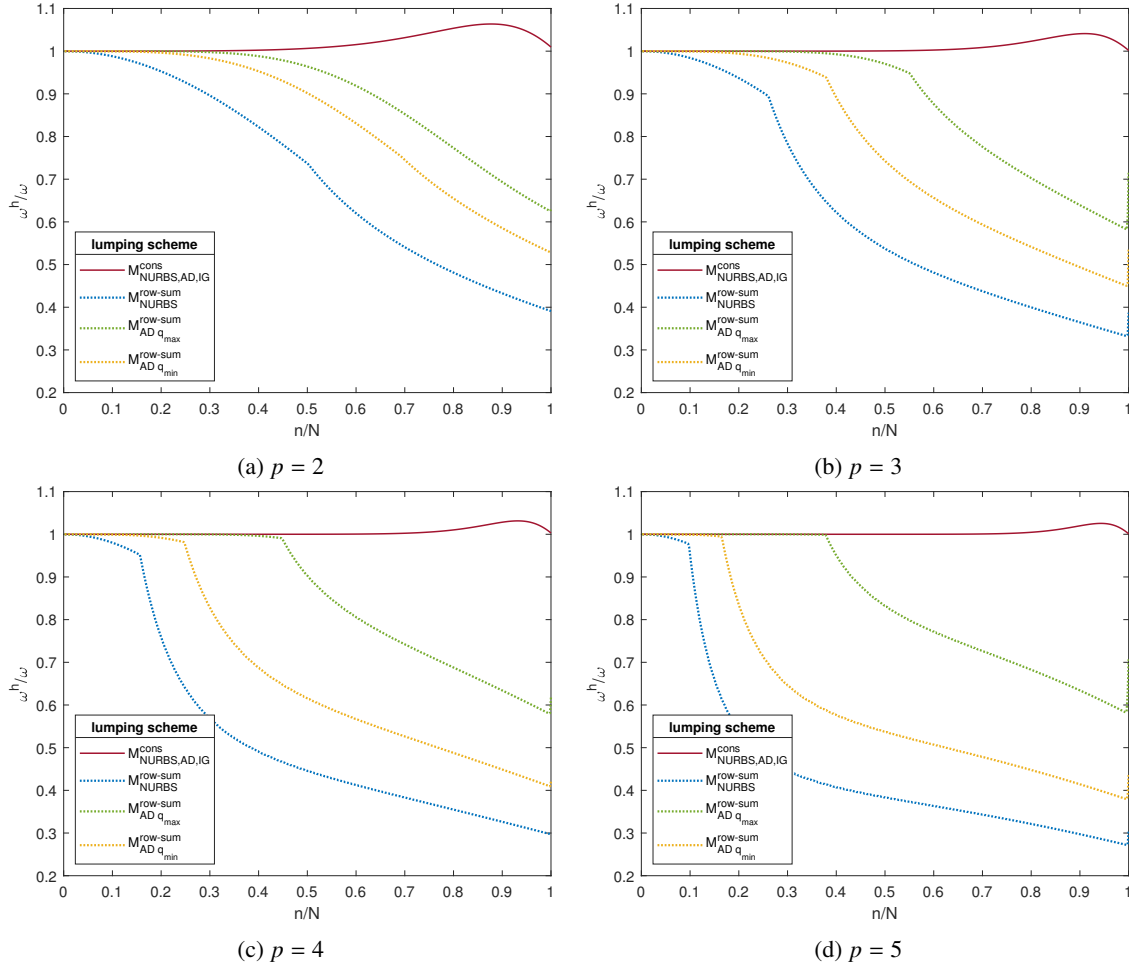 1.1
1
0.9
0.8
0.7
0.6
0.5
0.4
0.3
0.2
ω^h/ω
lumping scheme
M^cons_NURBS,AD,IG
M^row-sum_NURBS
M^row-sum_AD q_max
M^row-sum_AD q_min
0 0.1 0.2 0.3 0.4 0.5 0.6 0.7 0.8 0.9 1
n/N
(a) p = 2
1.1
1
0.9
0.8
0.7
0.6
0.5
0.4
0.3
0.2
ω^h/ω
lumping scheme
M^cons_NURBS,AD,IG
M^row-sum_NURBS
M^row-sum_AD q_max
M^row-sum_AD q_min
0 0.1 0.2 0.3 0.4 0.5 0.6 0.7 0.8 0.9 1
n/N
(b) p = 3
1.1
1
0.9
0.8
0.7
0.6
0.5
0.4
0.3
0.2
ω^h/ω
lumping scheme
M^cons_NURBS,AD,IG
M^row-sum_NURBS
M^row-sum_AD q_max
M^row-sum_AD q_min
0 0.1 0.2 0.3 0.4 0.5 0.6 0.7 0.8 0.9 1
n/N
(c) p = 4
1.1
1
0.9
0.8
0.7
0.6
0.5
0.4
0.3
0.2
ω^h/ω
lumping scheme
M^cons_NURBS,AD,IG
M^row-sum_NURBS
M^row-sum_AD q_max
M^row-sum_AD q_min
0 0.1 0.2 0.3 0.4 0.5 0.6 0.7 0.8 0.9 1
n/N
(d) p = 5